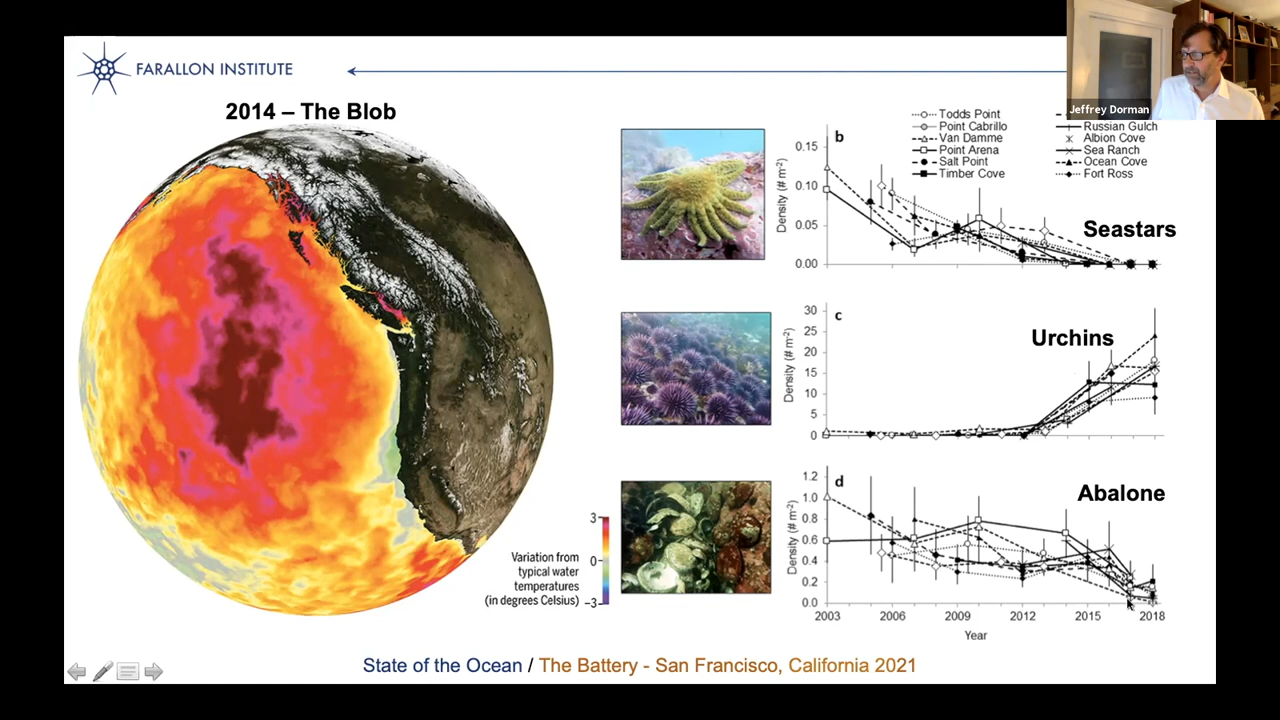 FARALLON INSTITUTE
Jeffrey Dorman
2014 – The Blob
Todds Point
Point Cabrillo
Van Damme
Point Arena
Salt Point
Timber Cove
Russian Gulch
Albion Cove
Sea Ranch
Ocean Cove
Fort Ross
b
Density (# m-2)
0.15
0.10
0.05
0.00
Seastars
c
Density (# m-2)
30
25
20
15
10
5
0
Urchins
d
Density (# m-2)
1.2
1.0
0.8
0.6
0.4
0.2
0.0
Abalone
2003
2006
2009
2012
2015
2018
Year
3
0
–3
Variation from
typical water
temperatures
(in degrees Celsius)
State of the Ocean / The Battery - San Francisco, California 2021